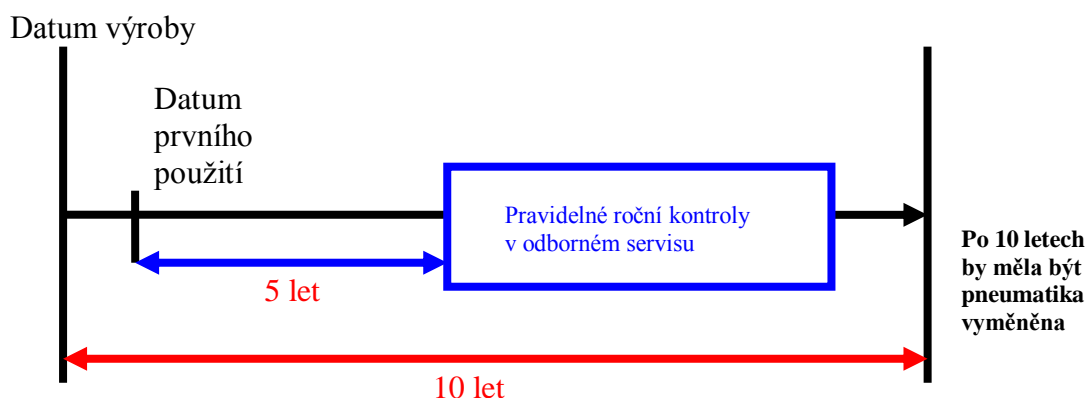 Datum výroby
Datum
prvního
použití
Pravidelné roční kontroly
v odborném servisu
5 let
Po 10 letech
by měla být
pneumatika
vyměněna
10 let